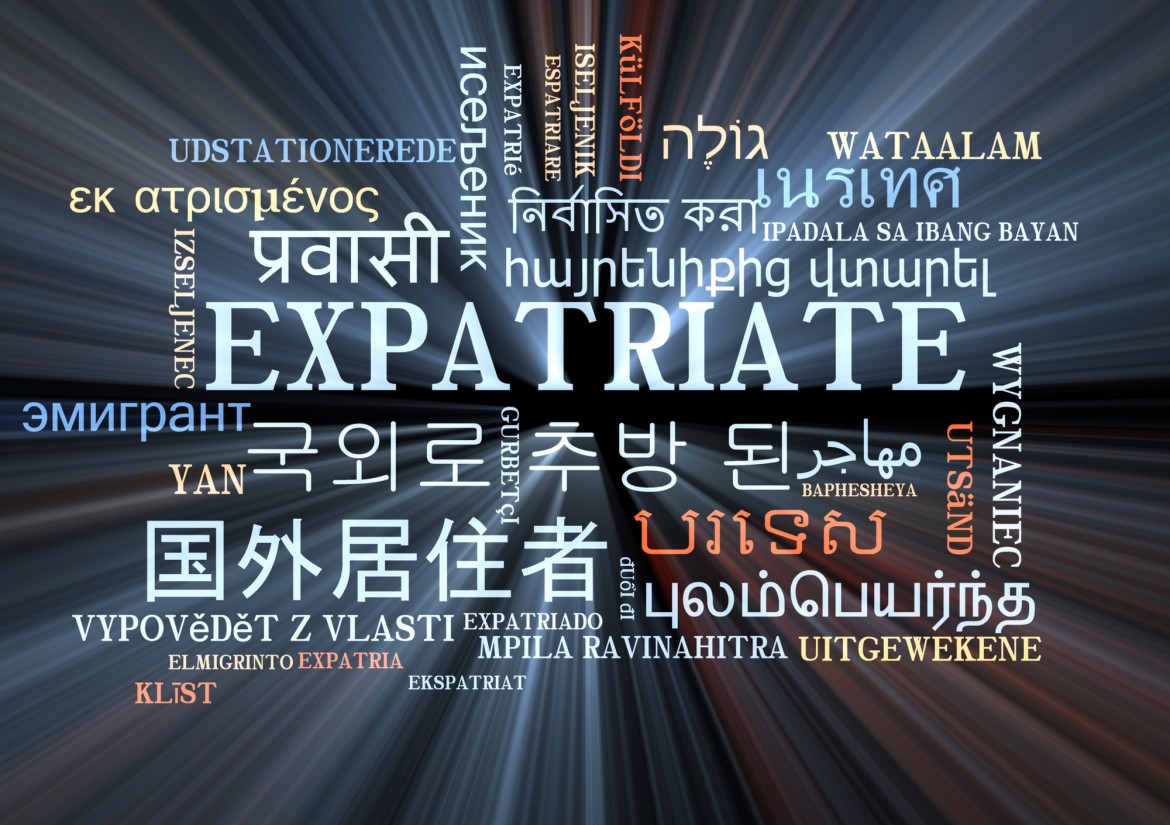 исељеник
EXPATRIÉ
ESPATRIARE
ISELJENIK
KÜLFÖLDI
גוֹלֶה
WATAALAM
UDSTATIONEREDE
เนรเทศ
εκ ατρισμένος
নির্বাসিত করা
IPADALA SA IBANG BAYAN
प्रवासी
IZSELJENEC
հայրենիքից վտարել
EXPATRIATE
WYGNANIEC
эмигрант
GURBETÇI
국외로 추방 된
مهاجر
UTSÄND
YAN
BAPHESHEYA
国外居住者
បរទេស
ĐUỔI ĐI
புலம்பெயர்ந்த
VYPOVĚDĚT Z VLASTI
EXPATRIADO
MPILA RAVINAHITRA
UITGEWEKENE
ELMIGRINTO
EXPATRIA
EKSPATRIAT
KLĪST